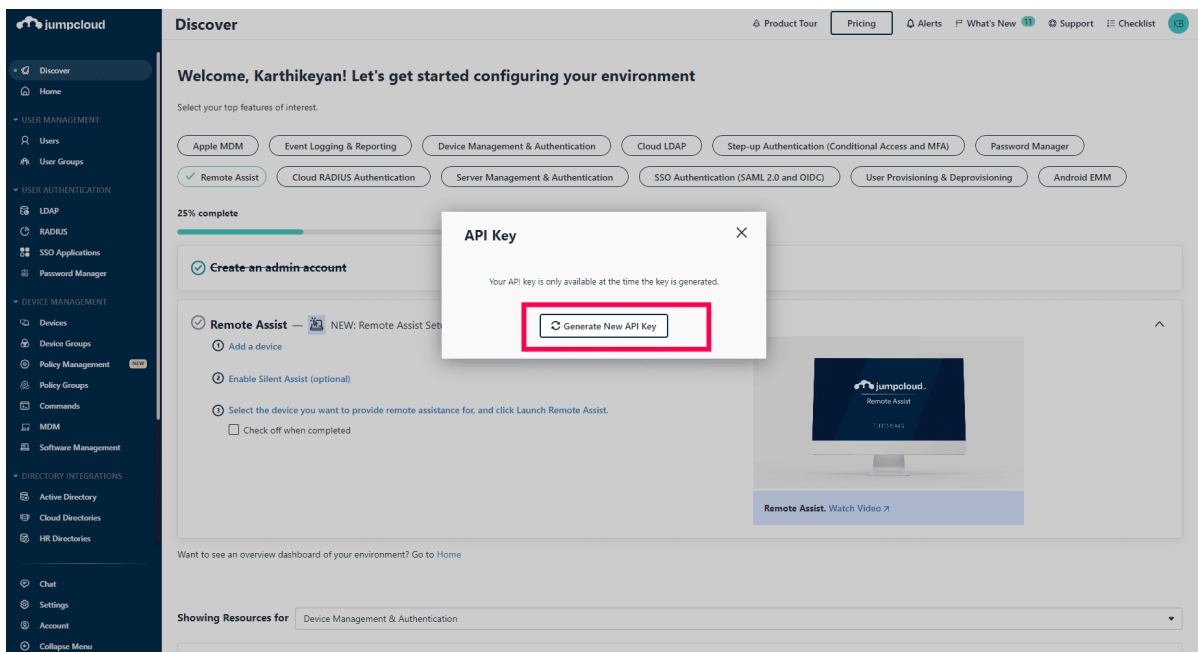 jumpcloud
Discover
Product Tour
Pricing
Alerts
What's New 11
Support
Checklist
KB
Discover
Home
USER MANAGEMENT
Users
User Groups
USER AUTHENTICATION
LDAP
RADIUS
SSO Applications
Password Manager
DEVICE MANAGEMENT
Devices
Device Groups
Policy Management NEW
Policy Groups
Commands
MDM
Software Management
DIRECTORY INTEGRATIONS
Active Directory
Cloud Directories
HR Directories
Chat
Settings
Account
Collapse Menu
Welcome, Karthikeyan! Let's get started configuring your environment
Select your top features of interest.
Apple MDM
Event Logging & Reporting
Device Management & Authentication
Cloud LDAP
Step-up Authentication (Conditional Access and MFA)
Password Manager
Remote Assist
Cloud RADIUS Authentication
Server Management & Authentication
SSO Authentication (SAML 2.0 and OIDC)
User Provisioning & Deprovisioning
Android EMM
25% complete
Create an admin account
Remote Assist — NEW: Remote Assist Set
1 Add a device
2 Enable Silent Assist (optional)
3 Select the device you want to provide remote assistance for, and click Launch Remote Assist.
Check off when completed
API Key
Your API key is only available at the time the key is generated.
Generate New API Key
jumpcloud
Remote Assist
Remote Assist. Watch Video
Want to see an overview dashboard of your environment? Go to Home
Showing Resources for
Device Management & Authentication